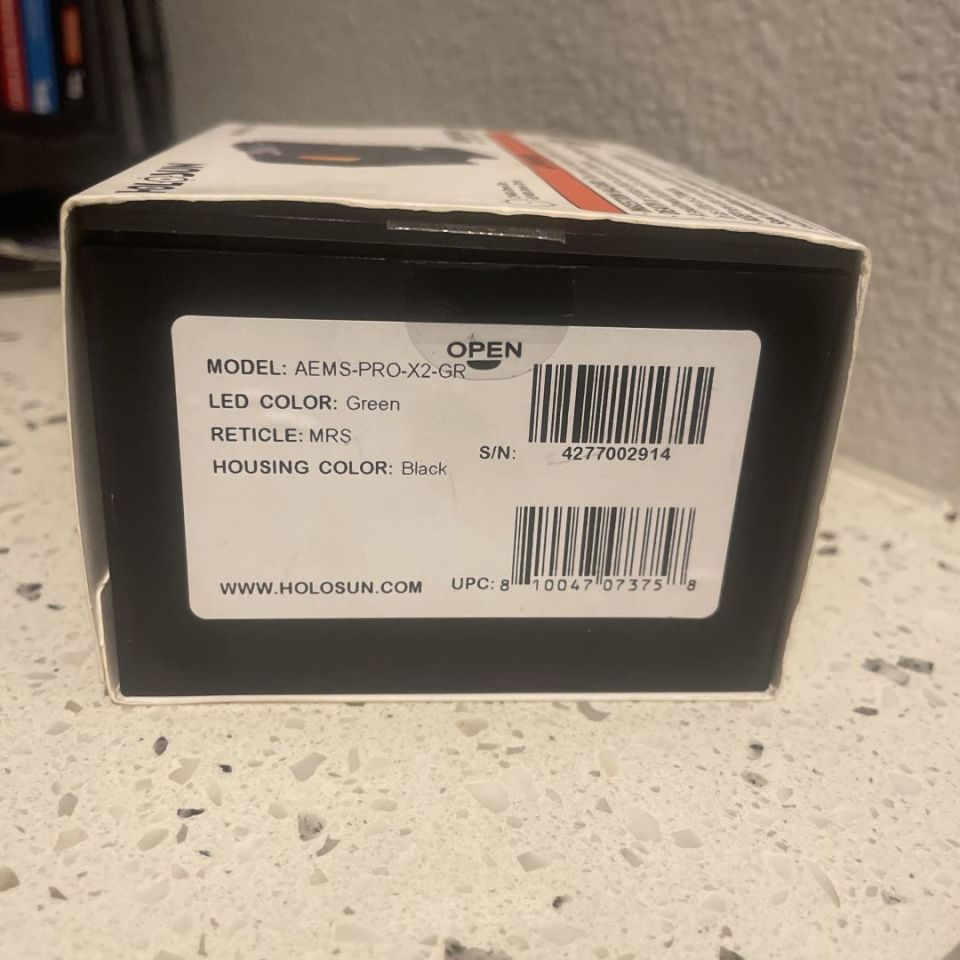 HOLOSUN
OPEN
MODEL: AEMS-PRO-X2-GR
LED COLOR: Green
RETICLE: MRS
HOUSING COLOR: Black
S/N: 4277002914
WWW.HOLOSUN.COM
UPC: 8 10047 07375 8